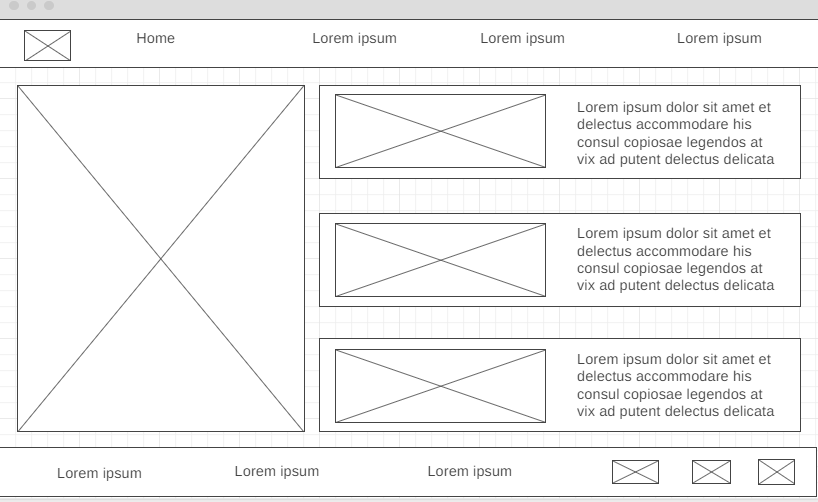 Home
Lorem ipsum
Lorem ipsum
Lorem ipsum
Lorem ipsum dolor sit amet et
delectus accommodare his
consul copiosae legendos at
vix ad putent delectus delicata
Lorem ipsum dolor sit amet et
delectus accommodare his
consul copiosae legendos at
vix ad putent delectus delicata
Lorem ipsum dolor sit amet et
delectus accommodare his
consul copiosae legendos at
vix ad putent delectus delicata
Lorem ipsum
Lorem ipsum
Lorem ipsum